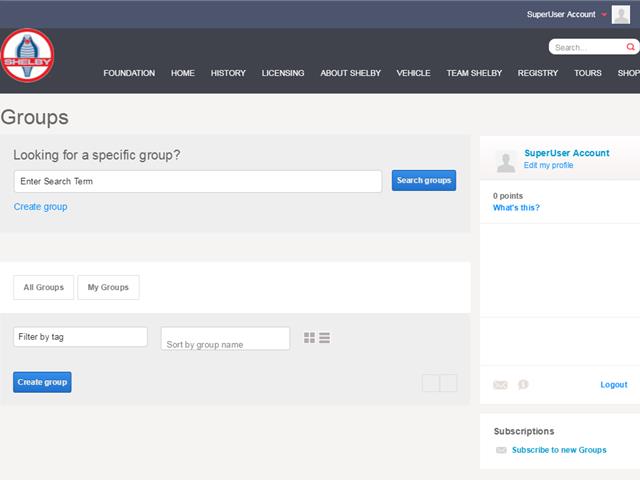 SuperUser Account
SHELBY
Search...
FOUNDATION HOME HISTORY LICENSING ABOUT SHELBY VEHICLE TEAM SHELBY REGISTRY TOURS SHOP
Groups
Looking for a specific group?
Enter Search Term
Search groups
Create group
All Groups
My Groups
Filter by tag
Sort by group name
Create group
SuperUser Account
Edit my profile
0 points
What's this?
Logout
Subscriptions
Subscribe to new Groups